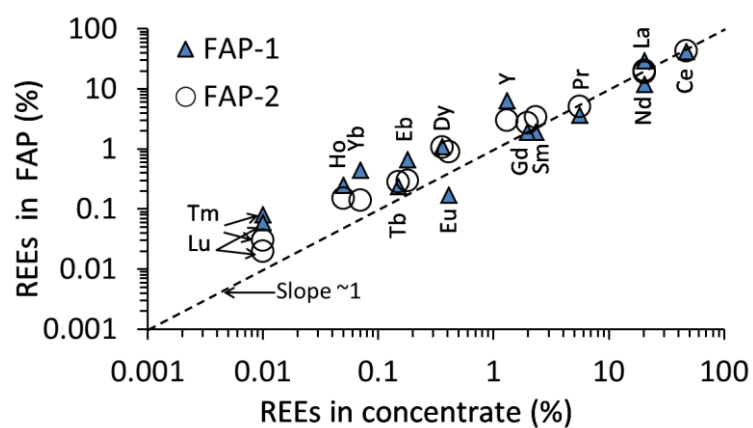 100
10
1
0.1
0.01
0.001
REEs in FAP (%)
FAP-1
FAP-2
Tm
Lu
Ho
Yb
Eb
Dy
Tb
Eu
Y
Gd
Sm
Pr
Nd
La
Ce
Slope ~1
0.001
0.01
0.1
1
10
100
REEs in concentrate (%)